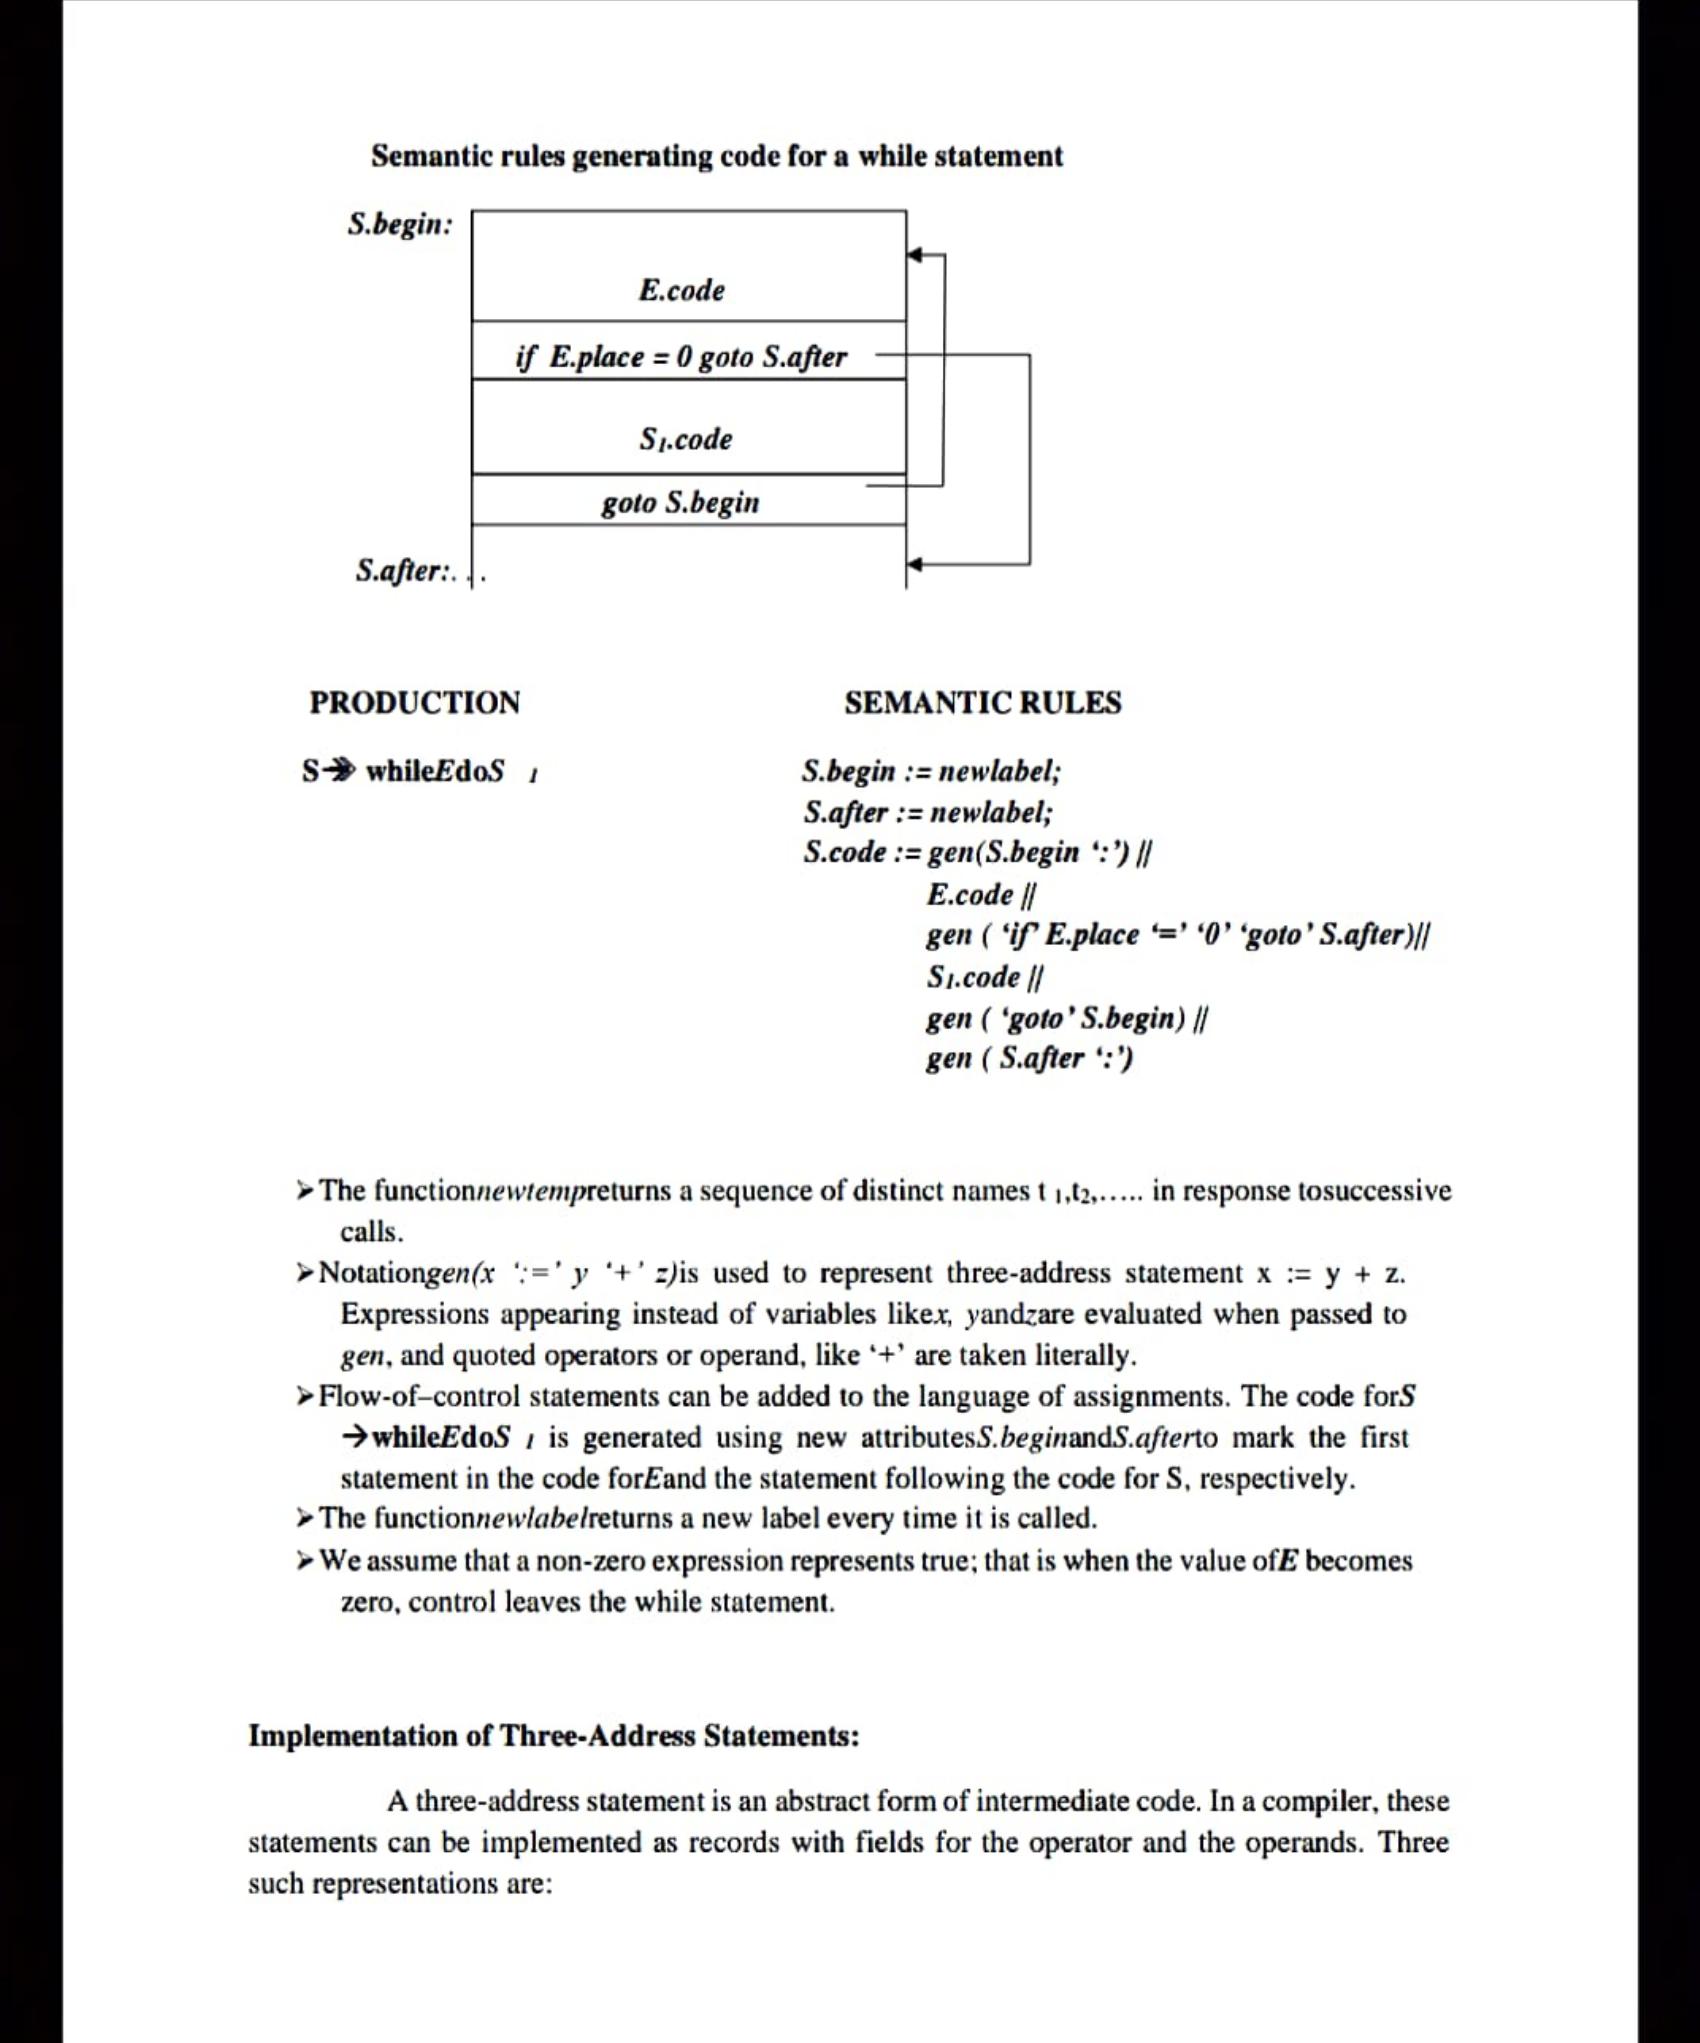 Semantic rules generating code for a while statement
S.begin:
E.code
if E.place = 0 goto S.after
S1.code
goto S.begin
S.after:. . .
PRODUCTION SEMANTIC RULES
S→ whileEdoS 1 S.begin := newlabel;
S.after := newlabel;
S.code := gen(S.begin ‘:’) ||
E.code ||
gen ( ‘if’ E.place ‘=’ ‘0’ ‘goto’ S.after)||
S1.code ||
gen ( ‘goto’ S.begin) ||
gen ( S.after ‘:’)
➢The functionnewtempreturns a sequence of distinct names t 1,t2,….. in response tosuccessive
calls.
➢Notationgen(x ‘:=’ y ‘+’ z)is used to represent three-address statement x := y + z.
Expressions appearing instead of variables likex, yandzare evaluated when passed to
gen, and quoted operators or operand, like ‘+’ are taken literally.
➢Flow-of–control statements can be added to the language of assignments. The code forS
→whileEdoS 1 is generated using new attributesS.beginandS.afterto mark the first
statement in the code forEand the statement following the code for S, respectively.
➢The functionnewlabelreturns a new label every time it is called.
➢We assume that a non-zero expression represents true; that is when the value ofE becomes
zero, control leaves the while statement.
Implementation of Three-Address Statements:
A three-address statement is an abstract form of intermediate code. In a compiler, these
statements can be implemented as records with fields for the operator and the operands. Three
such representations are: